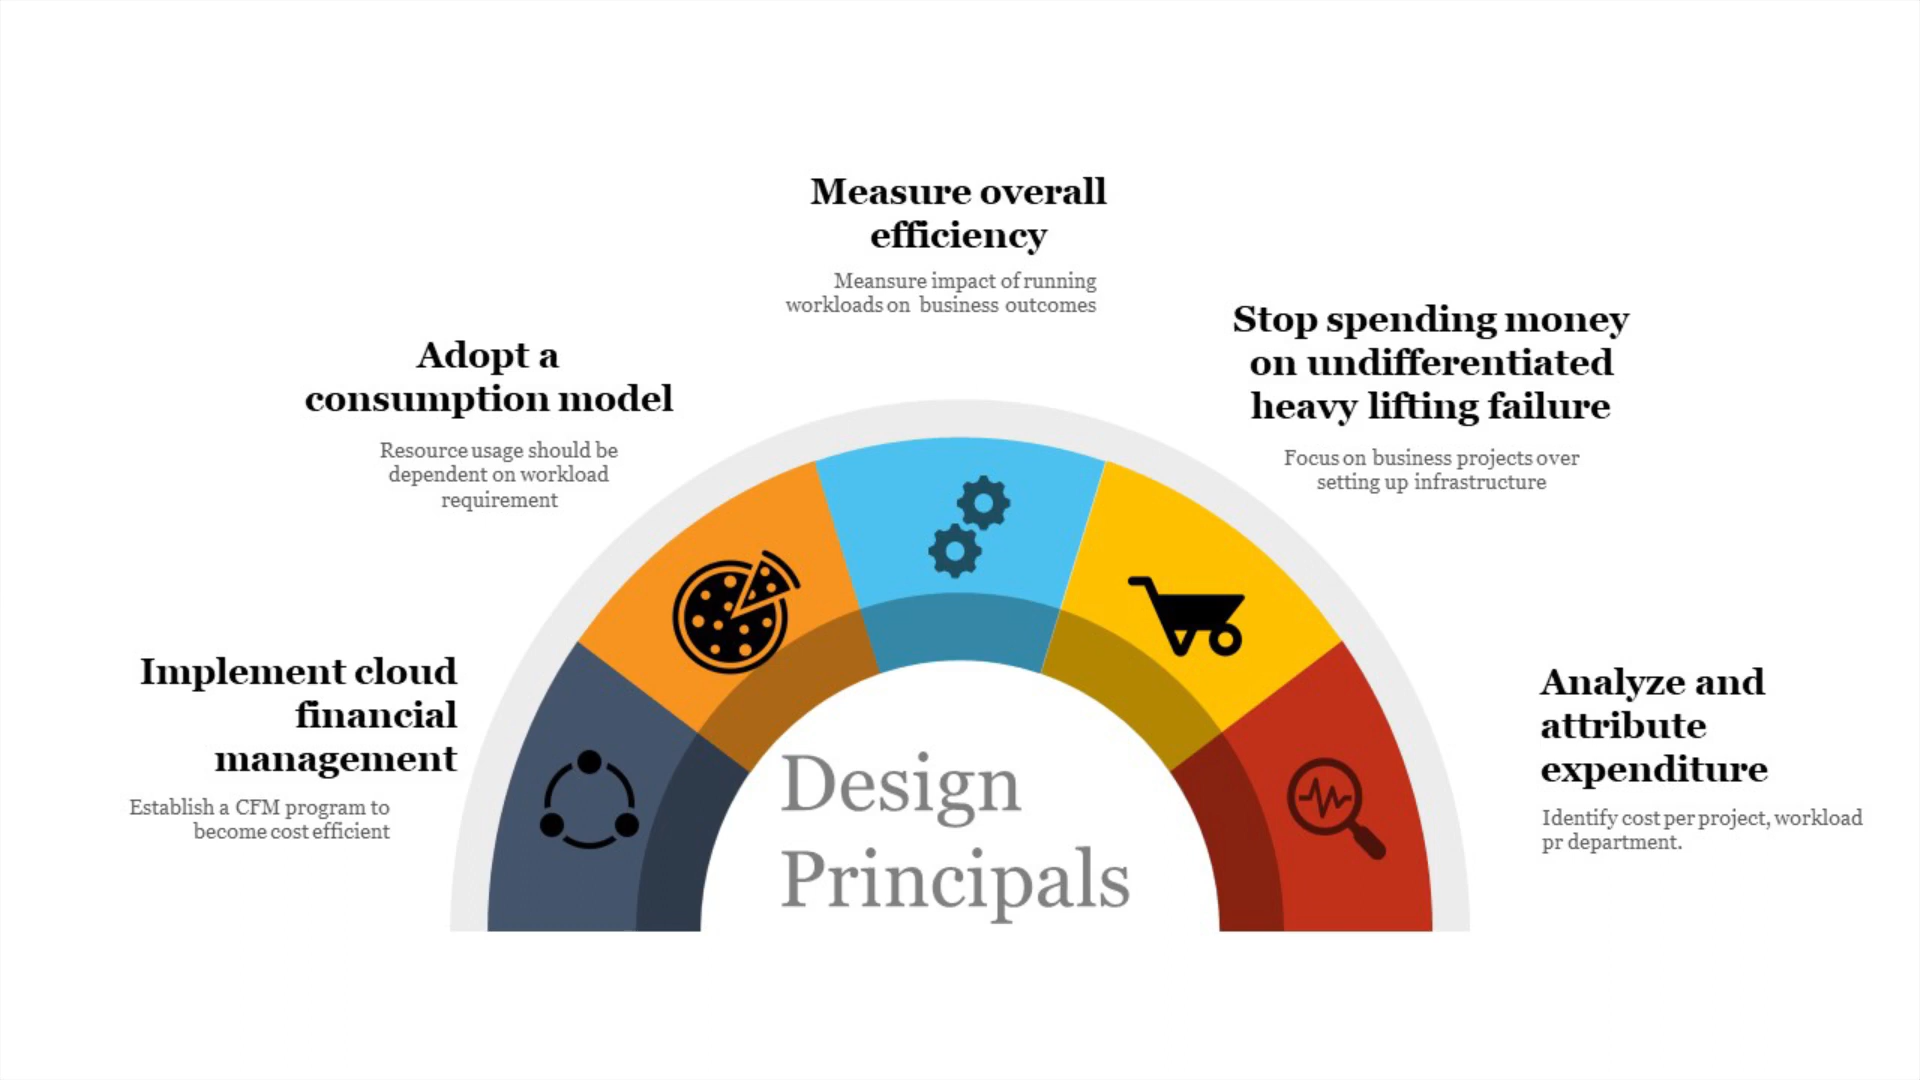 Measure overall
efficiency
Meansure impact of running
workloads on business outcomes
Stop spending money
on undifferentiated
heavy lifting failure
Focus on business projects over
setting up infrastructure
Adopt a
consumption model
Resource usage should be
dependent on workload
requirement
Implement cloud
financial
management
Establish a CFM program to
become cost efficient
Analyze and
attribute
expenditure
Identify cost per project, workload
pr department.
Design
Principals